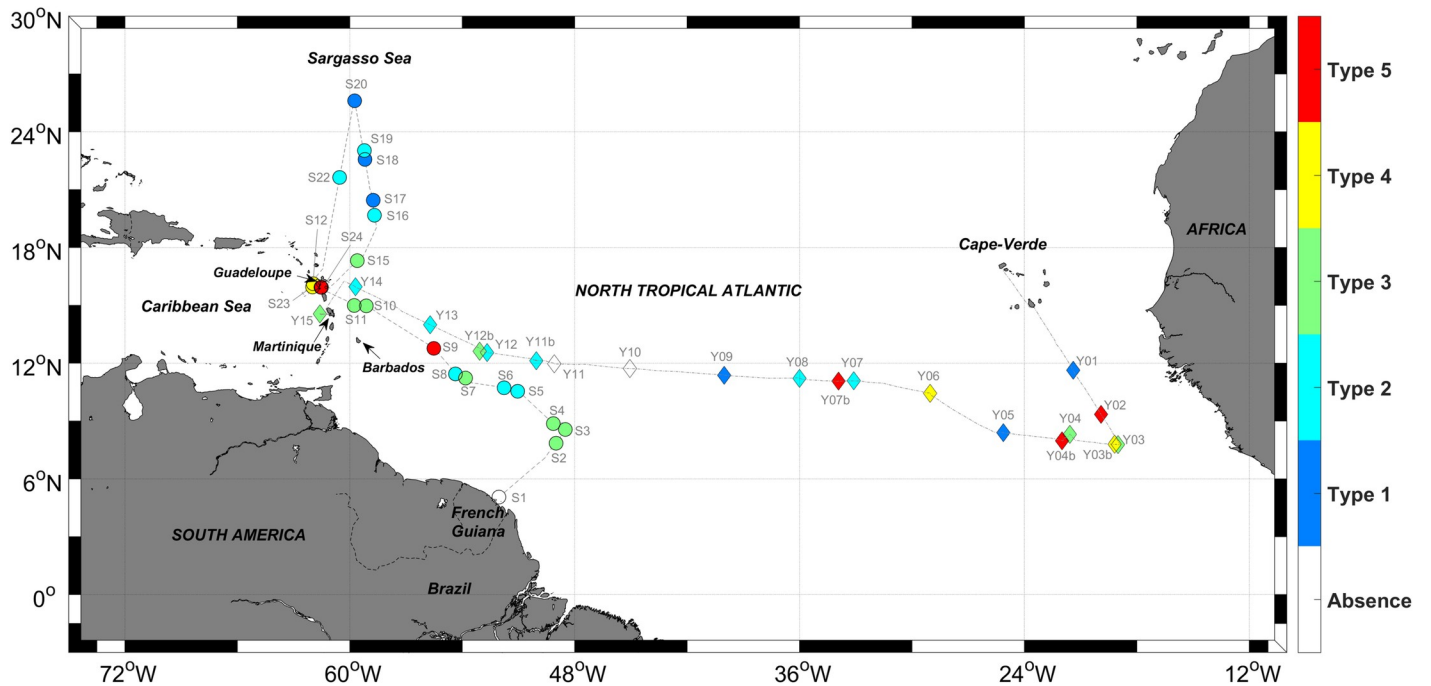 30°N
24°N
18°N
12°N
6°N
0°
72°W
60°W
48°W
36°W
24°W
12°W
Sargasso Sea
S20
S19
S18
S22
S17
S16
S12
S24
S15
Guadeloupe
Y14
Caribbean Sea
S23
S10
S11
Y15
Martinique
Barbados
Y13
S9
Y12b
Y12
Y11b
Y11
Y10
Y09
Y08
Y07
Y07b
Y06
Y05
Y04
Y04b
Y03
Y03b
Y02
Y01
S8
S7
S6
S5
S4
S3
S2
S1
NORTH TROPICAL ATLANTIC
Cape-Verde
AFRICA
French
Guiana
SOUTH AMERICA
Brazil
Type 5
Type 4
Type 3
Type 2
Type 1
Absence